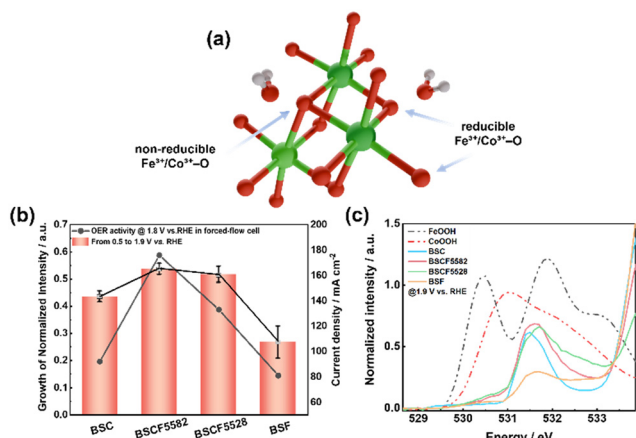 (a)
non-reducible
Fe³⁺/Co³⁺–O
reducible
Fe³⁺/Co³⁺–O
(b)
OER activity @ 1.8 V vs.RHE in forced-flow cell
From 0.5 to 1.9 V vs. RHE
Growth of Normalized Intensity / a.u.
0.7
0.6
0.5
0.4
0.3
0.2
0.1
0
200
180
160
140
120
100
80
60
Current density / mA cm⁻²
BSC
BSCF5582
BSCF5528
BSF
(c)
Normalized intensity / a.u.
1.5
1.0
0.5
0.0
FeOOH
CoOOH
BSC
BSCF5582
BSCF5528
BSF
@1.9 V vs. RHE
529
530
531
532
533
Energy / eV